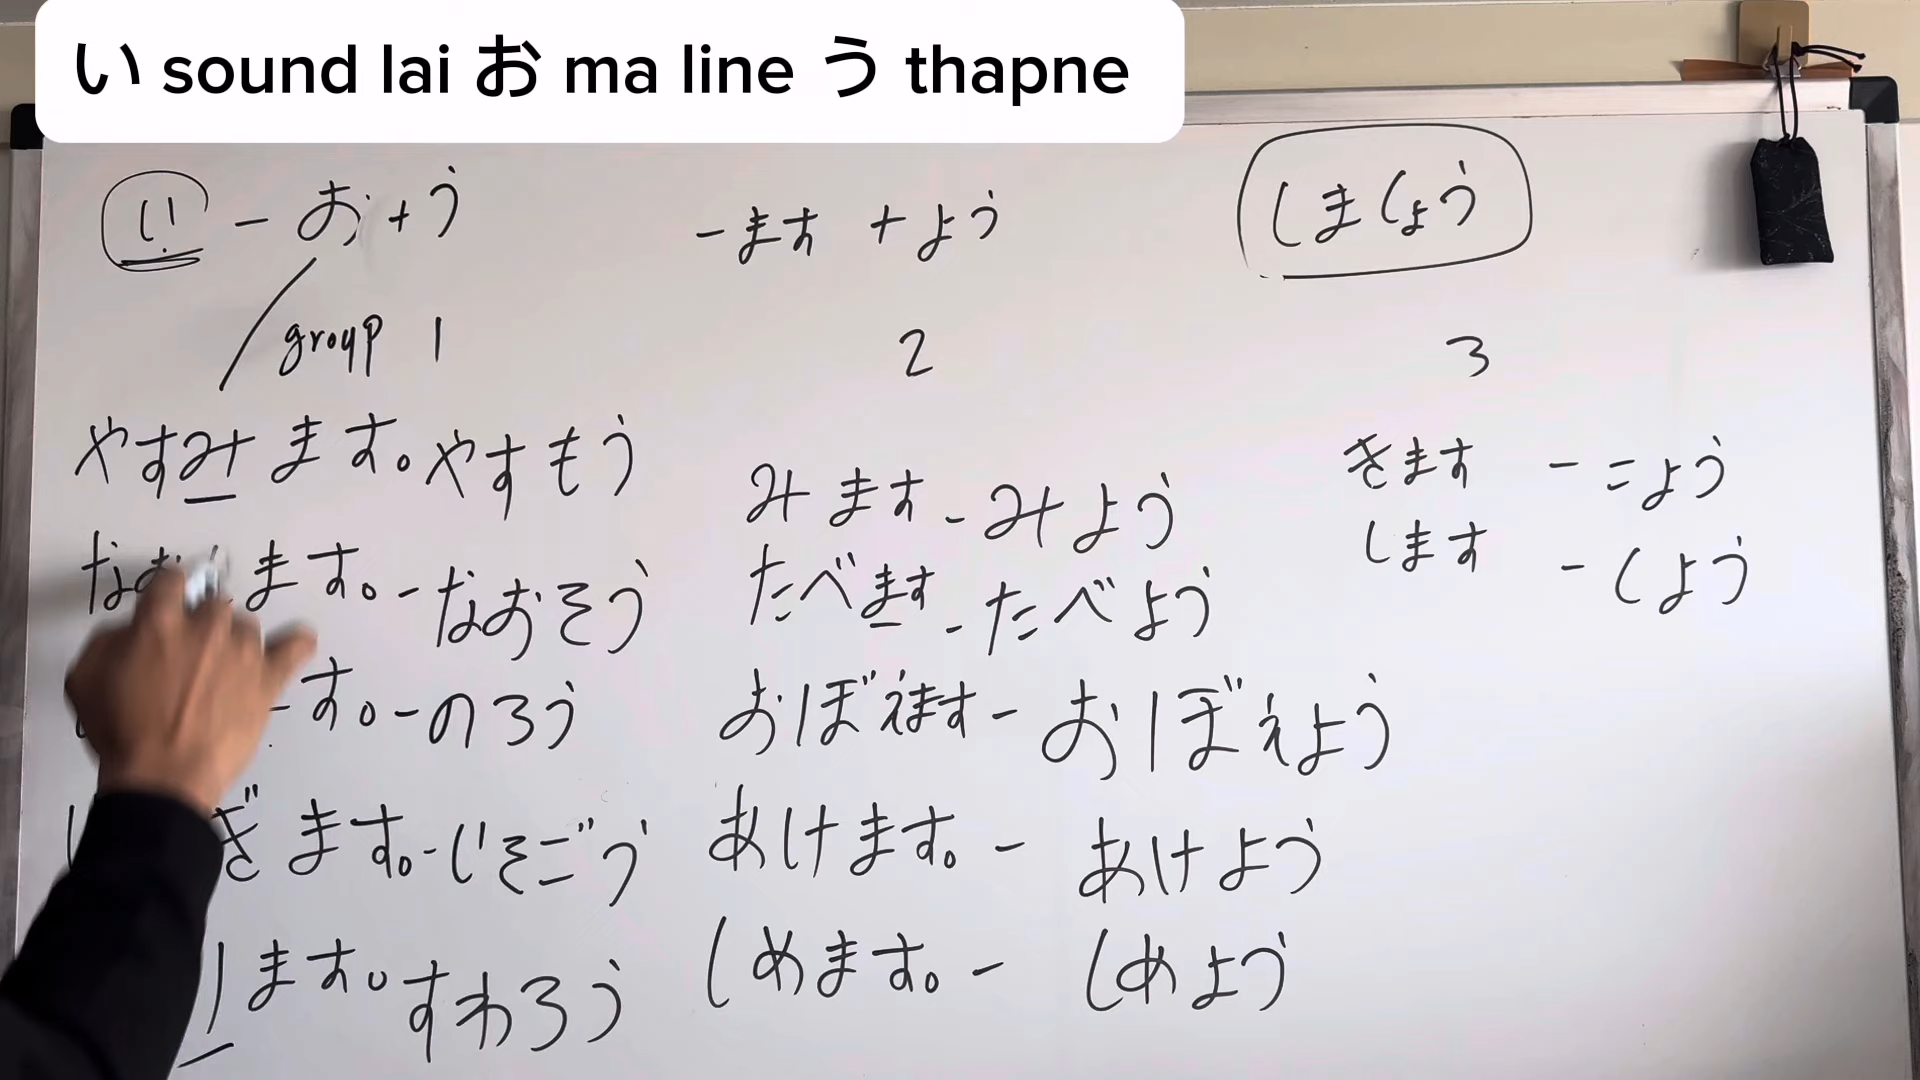 い sound lai お ma line う thapne
い - お + う
group 1
やすみます。やすもう
ます。- なおそう
す。- のろう
ぎます。- いそごう
ります。すわろう
- ます + よう
2
みます - みよう
たべます - たべよう
おぼえます - おぼえよう
あけます。- あけよう
しめます。- しめよう
しましょう
3
きます - こよう
します - しよう